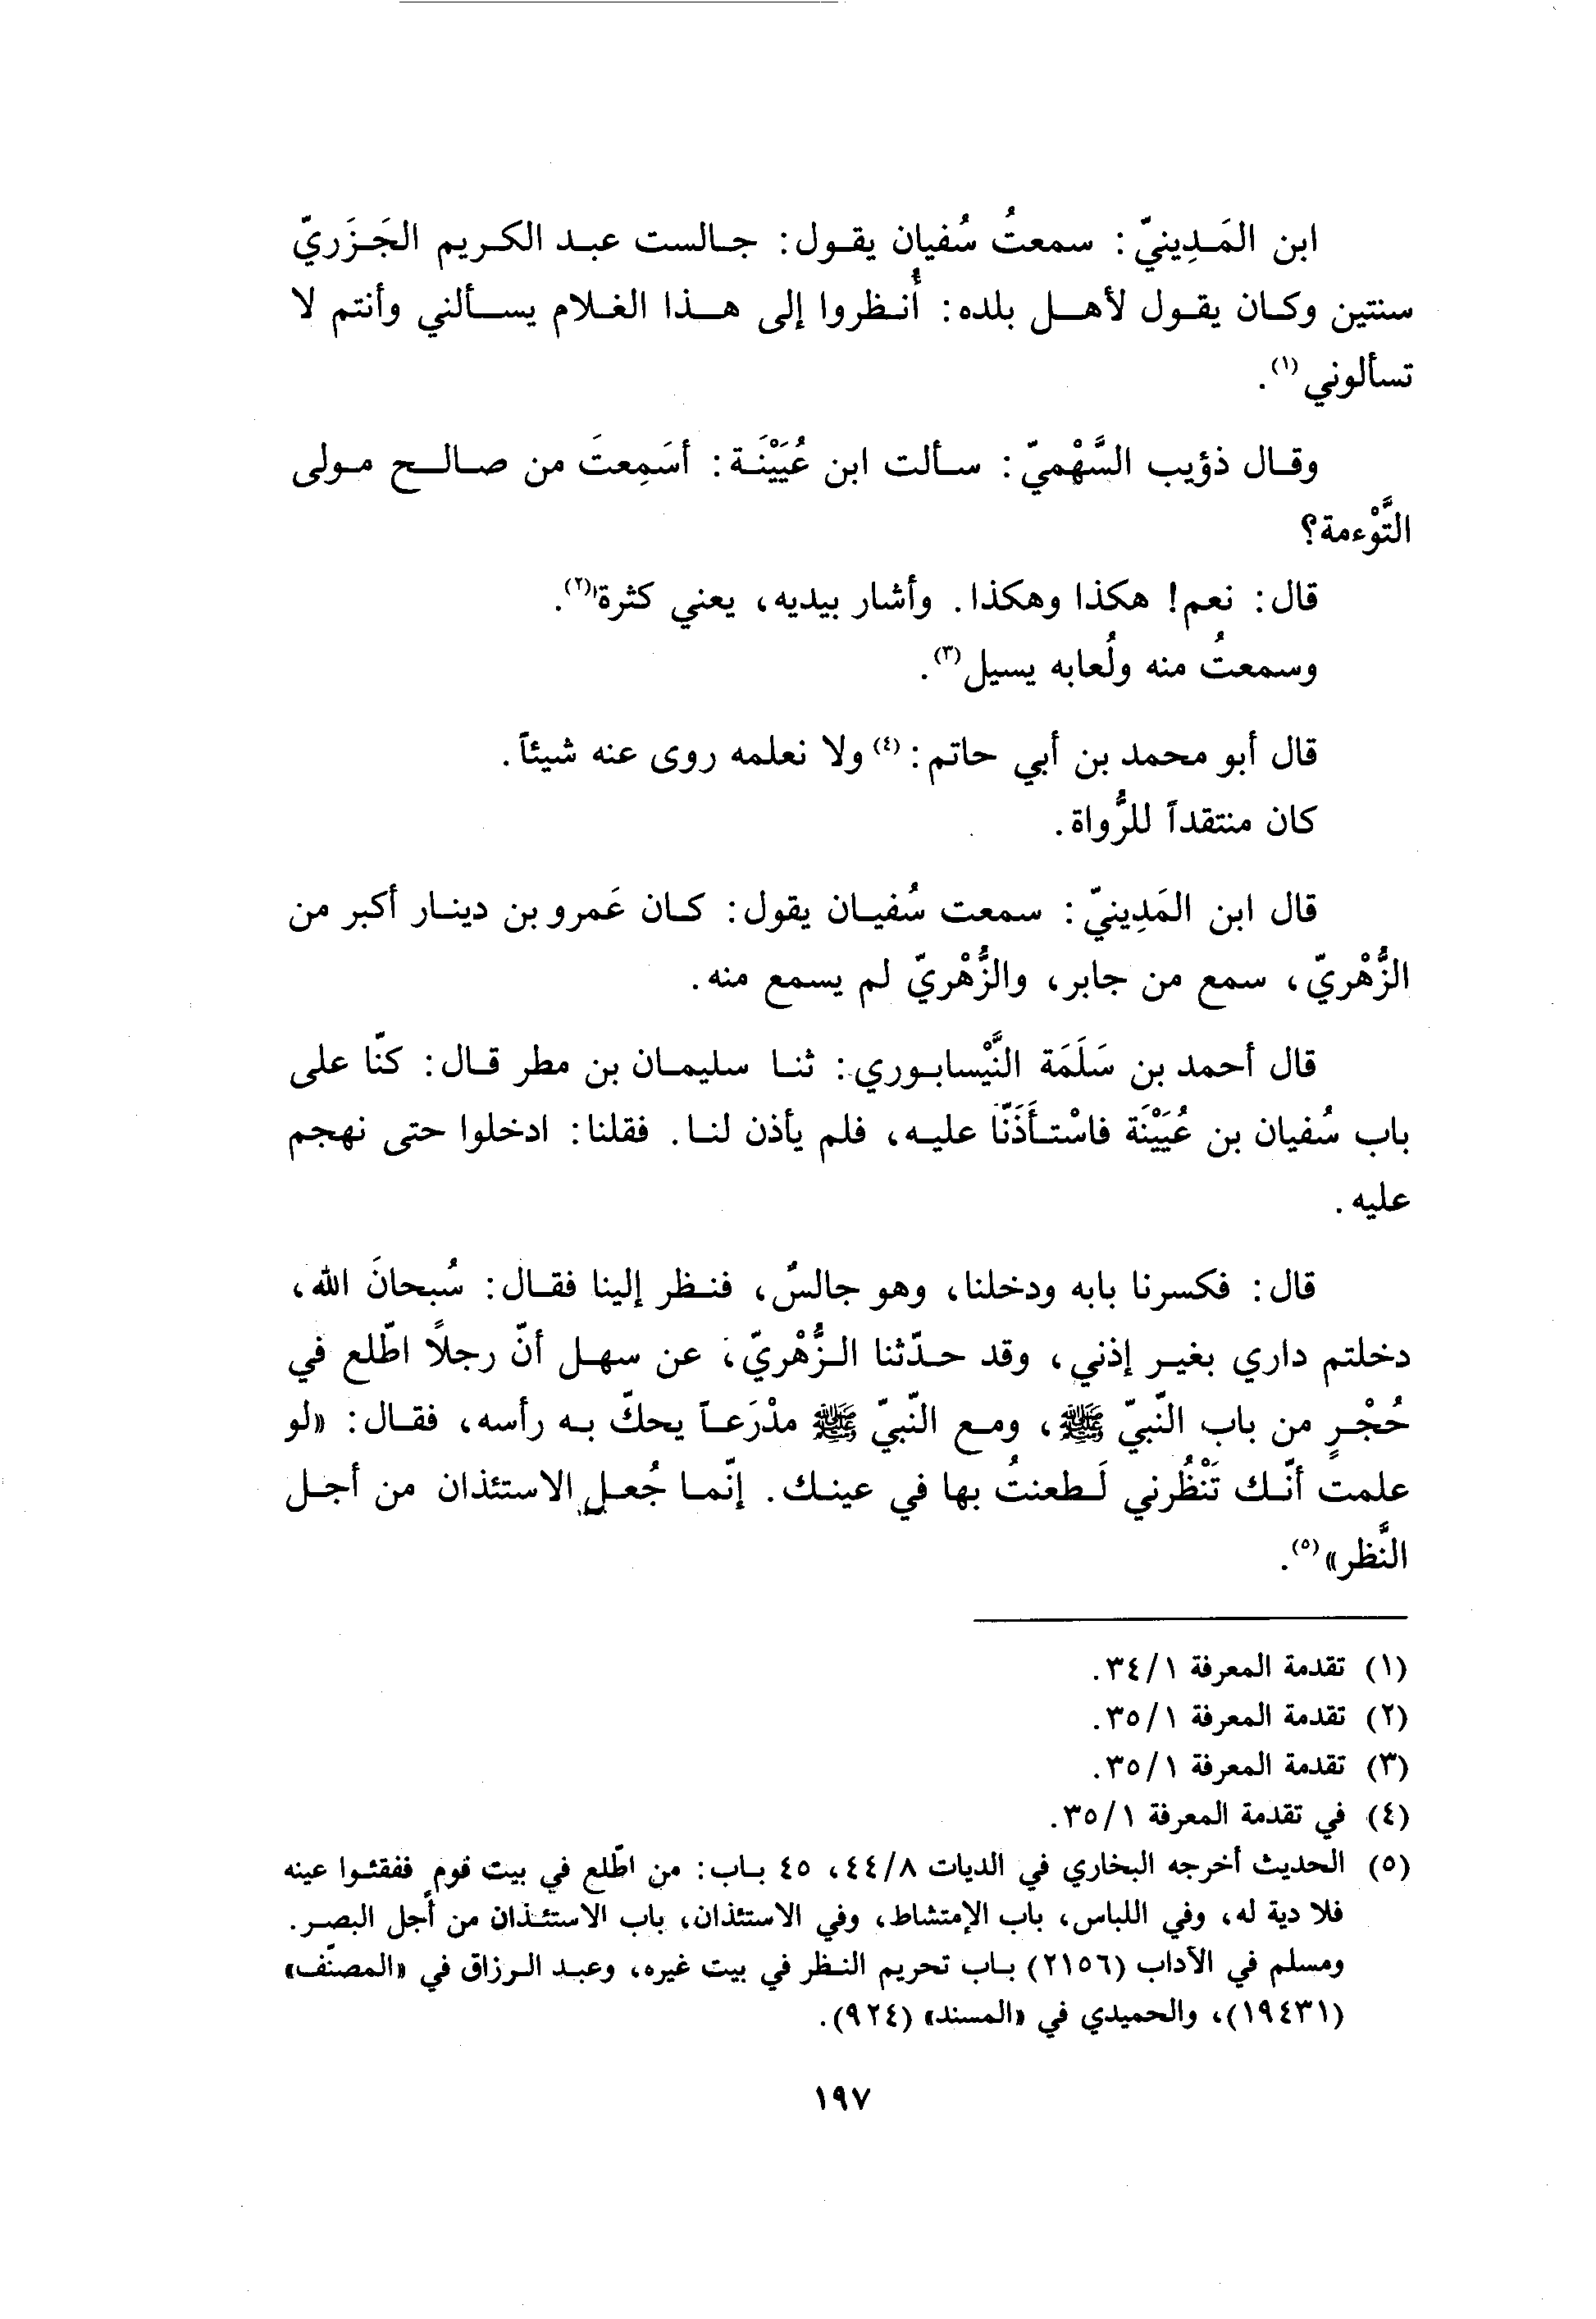 ابن المَدِينيّ: سمعتُ سُفيان يقول: جالست عبد الكريم الجَزَريّ
سنتين وكان يقول لأهل بلده: أُنظروا إلى هذا الغلام يسألني وأنتم لا
تسألوني(١).
وقال ذؤيب السَّهْميّ: سألت ابن عُيَيْنَة: أسَمِعتَ من صالح مولى
التَّوْءمة؟
قال: نعم! هكذا وهكذا. وأشار بيديه، يعني كثرة(٢).
وسمعتُ منه ولُعابه يسيل(٣).
قال أبو محمد بن أبي حاتم:(٤) ولا نعلمه روى عنه شيئاً.
كان منتقداً للرُّواة.
قال ابن المَدِينيّ: سمعت سُفيان يقول: كان عَمرو بن دينار أكبر من
الزُّهْريّ، سمع من جابر، والزُّهْريّ لم يسمع منه.
قال أحمد بن سَلَمَة النَّيْسابوري: ثنا سليمان بن مطر قال: كنّا على
باب سُفيان بن عُيَيْنَة فاسْتأَذَنّا عليه، فلم يأذن لنا. فقلنا: ادخلوا حتى نهجم
عليه.
قال: فكسرنا بابه ودخلنا، وهو جالسٌ، فنظر إلينا فقال: سُبحانَ الله،
دخلتم داري بغير إذني، وقد حدّثنا الزُّهْريّ، عن سهل أنّ رجلًا اطّلع في
حُجْرٍ من باب النّبيّ ﷺ، ومع النّبيّ ﷺ مدْرَعاً يحكّ به رأسه، فقال: «لو
علمت أنّك تَنْظُرني لَطعنتُ بها في عينك. إنّما جُعل الاستئذان من أجل
النَّظر»(٥).
(١) تقدمة المعرفة ٣٤/١.
(٢) تقدمة المعرفة ٣٥/١.
(٣) تقدمة المعرفة ٣٥/١.
(٤) في تقدمة المعرفة ٣٥/١.
(٥) الحديث أخرجه البخاري في الديات ٤٤/٨، ٤٥ باب: من اطّلع في بيت قوم ففقئوا عينه
فلا دية له، وفي اللباس، باب الإمتشاط، وفي الاستئذان، باب الاستئذان من أجل البصر.
ومسلم في الآداب (٢١٥٦) باب تحريم النظر في بيت غيره، وعبد الرزاق في «المصنّف»
(١٩٤٣١)، والحميدي في «المسند» (٩٢٤).
١٩٧